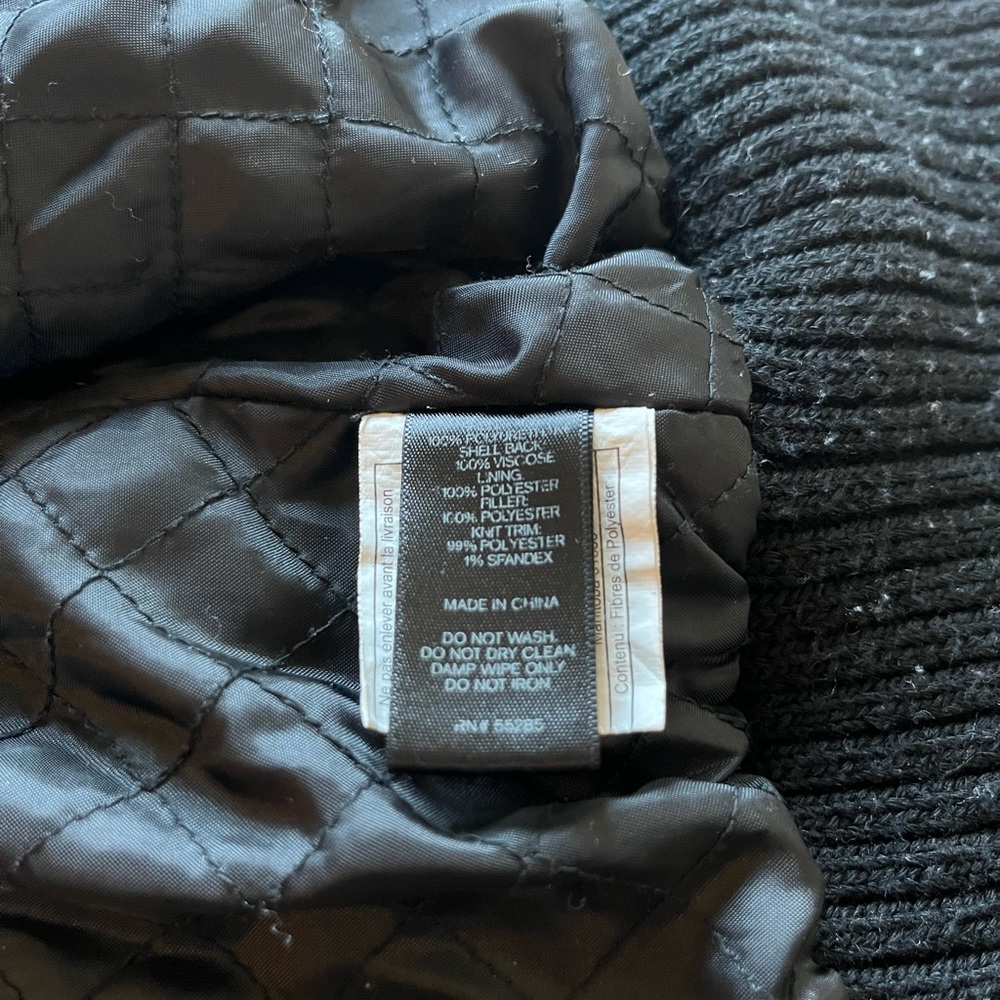 SHELL BACK
100% VISCOSE
LINING
100% POLYESTER
FILLER:
100% POLYESTER
KNIT TRIM:
99% POLYESTER
1% SPANDEX
MADE IN CHINA
DO NOT WASH
DO NOT DRY CLEAN
DAMP WIPE ONLY
DO NOT IRON
RN# 55285
Ne pas enlever avant la livraison
Contenu: Fibres de Polyester